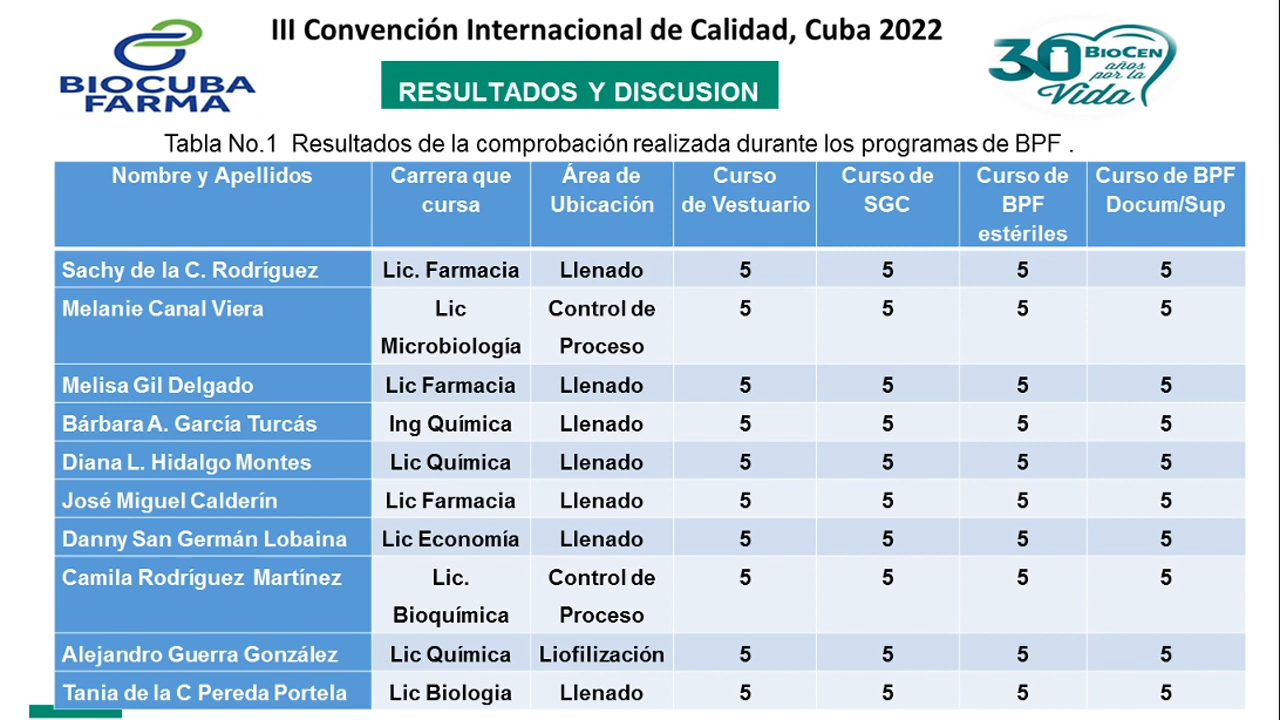 III Convención Internacional de Calidad, Cuba 2022
BIOCUBA
FARMA
RESULTADOS Y DISCUSION
30 BIOCEN
años
por la
Vida
Tabla No.1 Resultados de la comprobación realizada durante los programas de BPF .
Nombre y Apellidos Carrera que cursa Área de Ubicación Curso de Vestuario Curso de SGC Curso de BPF estériles Curso de BPF Docum/Sup
Sachy de la C. Rodríguez Lic. Farmacia Llenado 5 5 5 5
Melanie Canal Viera Lic Microbiología Control de Proceso 5 5 5 5
Melisa Gil Delgado Lic Farmacia Llenado 5 5 5 5
Bárbara A. García Turcás Ing Química Llenado 5 5 5 5
Diana L. Hidalgo Montes Lic Química Llenado 5 5 5 5
José Miguel Calderín Lic Farmacia Llenado 5 5 5 5
Danny San Germán Lobaina Lic Economía Llenado 5 5 5 5
Camila Rodríguez Martínez Lic. Bioquímica Control de Proceso 5 5 5 5
Alejandro Guerra González Lic Química Liofilización 5 5 5 5
Tania de la C Pereda Portela Lic Biologia Llenado 5 5 5 5